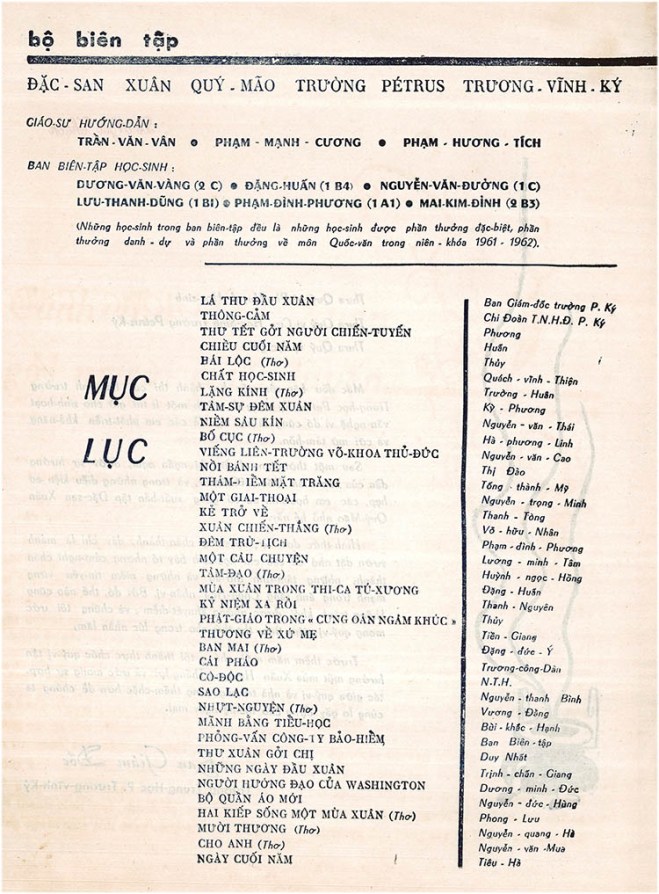 bộ biên tập
ĐẶC - SAN XUÂN QUÝ - MÃO TRƯỜNG PÉTRUS TRƯƠNG - VĨNH - KÝ
GIÁO-SƯ HƯỚNG-DẪN :
TRẦN - VĂN - VĂN ● PHẠM - MẠNH - CƯƠNG ● PHẠM - HƯƠNG - TÍCH
BAN BIÊN-TẬP HỌC-SINH :
DƯƠNG-VĂN-VÀNG (2 C) ● ĐẶNG-HUẤN (1 B4) ● NGUYỄN-VĂN-ĐƯỜNG (1 C)
LƯU-THANH-DŨNG (1 B1) ● PHẠM-ĐÌNH-PHƯƠNG (1 A1) ● MAI-KIM-ĐỈNH (2 B3)
(Những học-sinh trong ban biên-tập đều là những học-sinh được phần thưởng đặc-biệt, phần
thưởng danh - dự và phần thưởng về môn Quốc-văn trong niên - khóa 1961 - 1962).
MỤC
LỤC
LÁ THƯ ĐẦU XUÂN
THÔNG-CẢM
THƯ TẾT GỞI NGƯỜI CHIẾN-TUYẾN
CHIỀU CUỐI NĂM
HÁI LỘC (Thơ)
CHẤT HỌC-SINH
LẶNG KÍNH (Thơ)
TÂM-SỰ ĐÊM XUÂN
NIỀM SÂU KÍN
BỐ CỤC (Thơ)
VIẾNG LIÊN-TRƯỜNG VÕ-KHOA THỦ-ĐỨC
NỒI BÁNH TẾT
THÁM-HIỂM MẶT TRĂNG
MỘT GIAI-THOẠI
KẺ TRỞ VỀ
XUÂN CHIẾN-THẮNG (Thơ)
ĐÊM TRỪ-TỊCH
MỘT CÂU CHUYỆN
TÂM-ĐẠO (Thơ)
MÙA XUÂN TRONG THI-CA TÚ-XƯƠNG
KỶ NIỆM XA RỒI
PHẬT-GIÁO TRONG « CUNG OÁN NGÂM KHÚC »
THƯƠNG VỀ XỨ MẸ
BAN MAI (Thơ)
CÁI PHÁO
CÔ-ĐỘC
SAO LẠC
NHỰT-NGUYỆN (Thơ)
MẢNH BẰNG TIỂU-HỌC
PHỎNG-VẤN CÔNG-TY BẢO-HIỂM
THƯ XUÂN GỞI CHỊ
NHỮNG NGÀY ĐẦU XUÂN
NGƯỜI HƯỚNG ĐẠO CỦA WASHINGTON
BỘ QUẦN ÁO MỚI
HAI KIẾP SỐNG MỘT MÙA XUÂN (Thơ)
MƯỜI THƯƠNG (Thơ)
CHO ANH (Thơ)
NGÀY CUỐI NĂM
Ban Giám-đốc trường P. Ký
Chi Đoàn T.N.H.Đ. P. Ký
Phương
Huấn
Thủy
Quách - vĩnh - Thiện
Trường - Huân
Kỳ - Phương
Nguyễn - văn - Thái
Hà - phương - Linh
Nguyễn - văn - Cao
Thị Đào
Tống - thành - Mỹ
Nguyễn - trọng - Minh
Thanh - Tòng
Võ - hữu - Nhân
Phạm - đình - Phương
Lương - minh - Tâm
Huỳnh - ngọc - Hồng
Đặng - Huấn
Thanh - Nguyên
Thủy
Tiền - Giang
Đặng - đức - Ý
Trương-công-Dân
N.T.H.
Nguyễn - thanh - Bình
Vương - Đồng
Bùi - khắc - Hạnh
Ban Biên - tập
Duy Nhất
Trịnh - chấn - Giang
Dương - minh - Đức
Nguyễn - đức - Hùng
Phong - Lưu
Nguyễn - quang - Hà
Nguyễn - văn -Mua
Tiêu - Hà